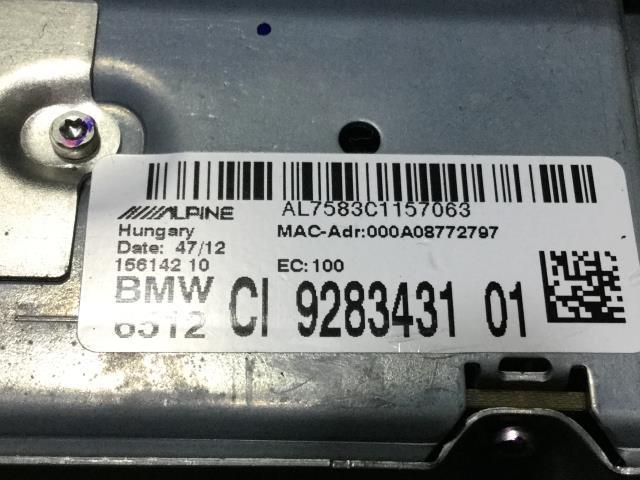 ALPINE AL7583C1157063
Hungary MAC-Adr:000A08772797
Date: 47/12
156142 10 EC:100
BMW
6512 CI 9283431 01